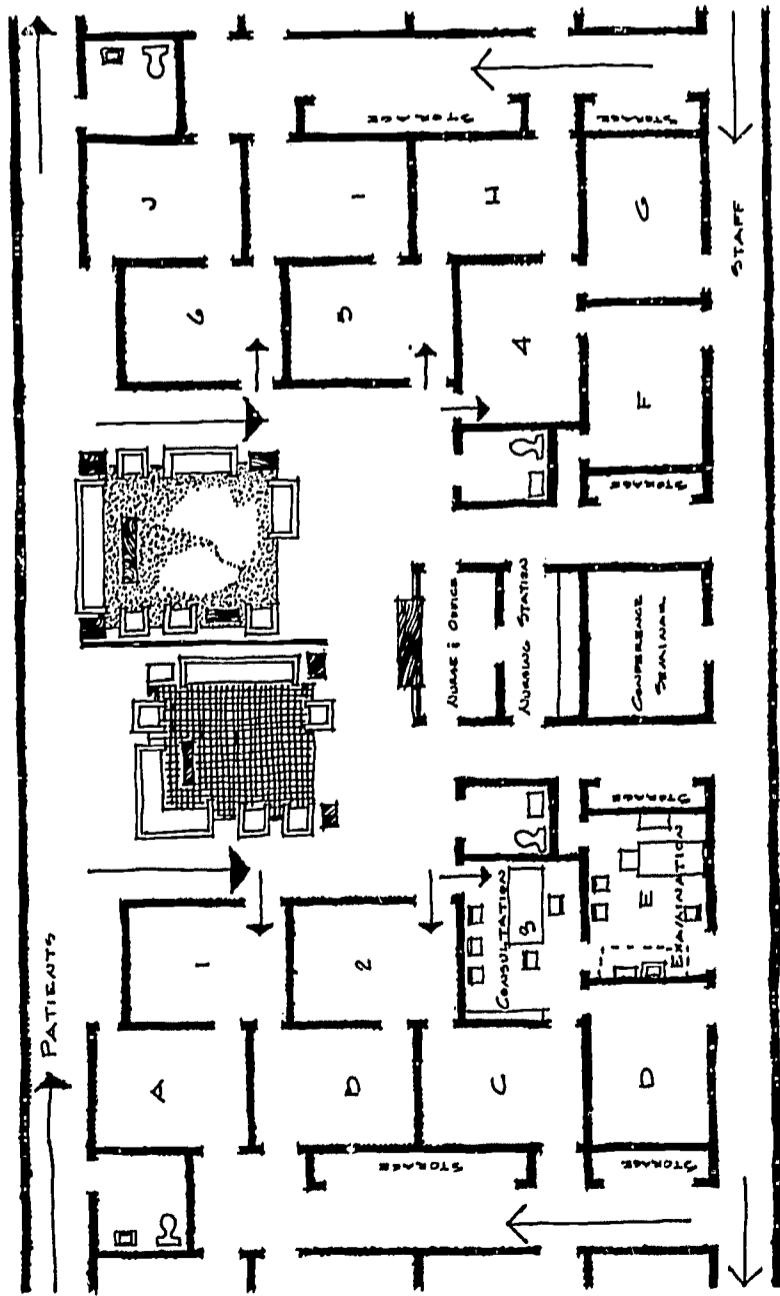 PATIENTS
A
J
1
6
D
2
5
I
STORAGE
STORAGE
NURSE i OFFICE
C
CONSULTATION
3
NURSING STATION
4
H
D
STORAGE
E
EXAMINATION
STORAGE
CONFERENCE
SEMINAR
STORAGE
F
G
STORAGE
STAFF